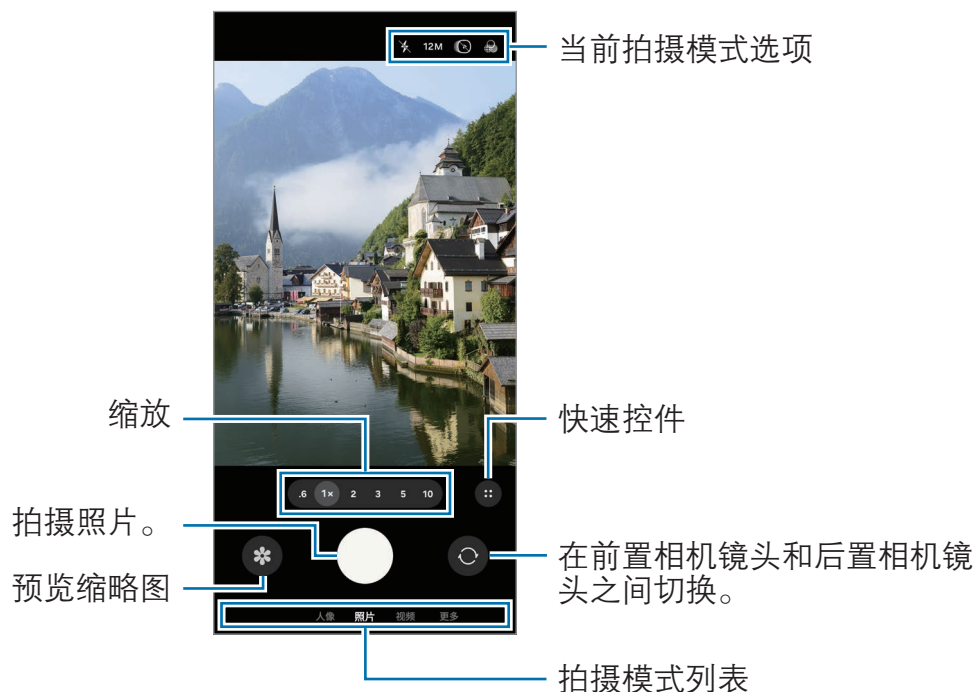 12M
当前拍摄模式选项
缩放
快速控件
.6 1× 2 3 5 10
拍摄照片。
预览缩略图
在前置相机镜头和后置相机镜
头之间切换。
人像 照片 视频 更多
拍摄模式列表